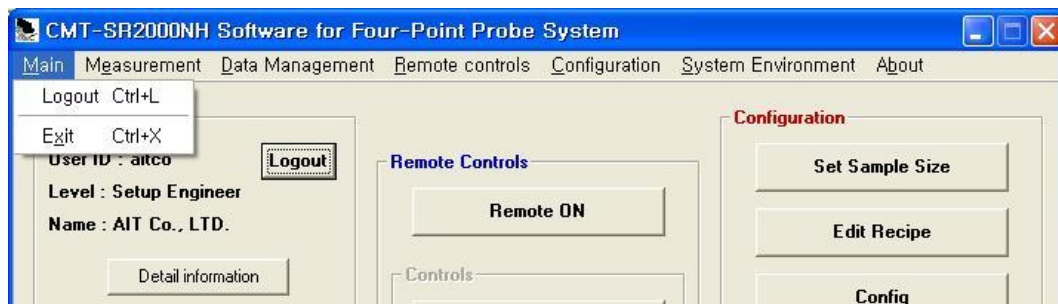 CMT-SR2000NH Software for Four-Point Probe System
Main Measurement Data Management Remote controls Configuration System Environment About
Logout Ctrl+L
Exit Ctrl+X
User ID : aitco
Logout
Level : Setup Engineer
Name : AIT Co., LTD.
Detail information
Remote Controls
Remote ON
Controls
Configuration
Set Sample Size
Edit Recipe
Config